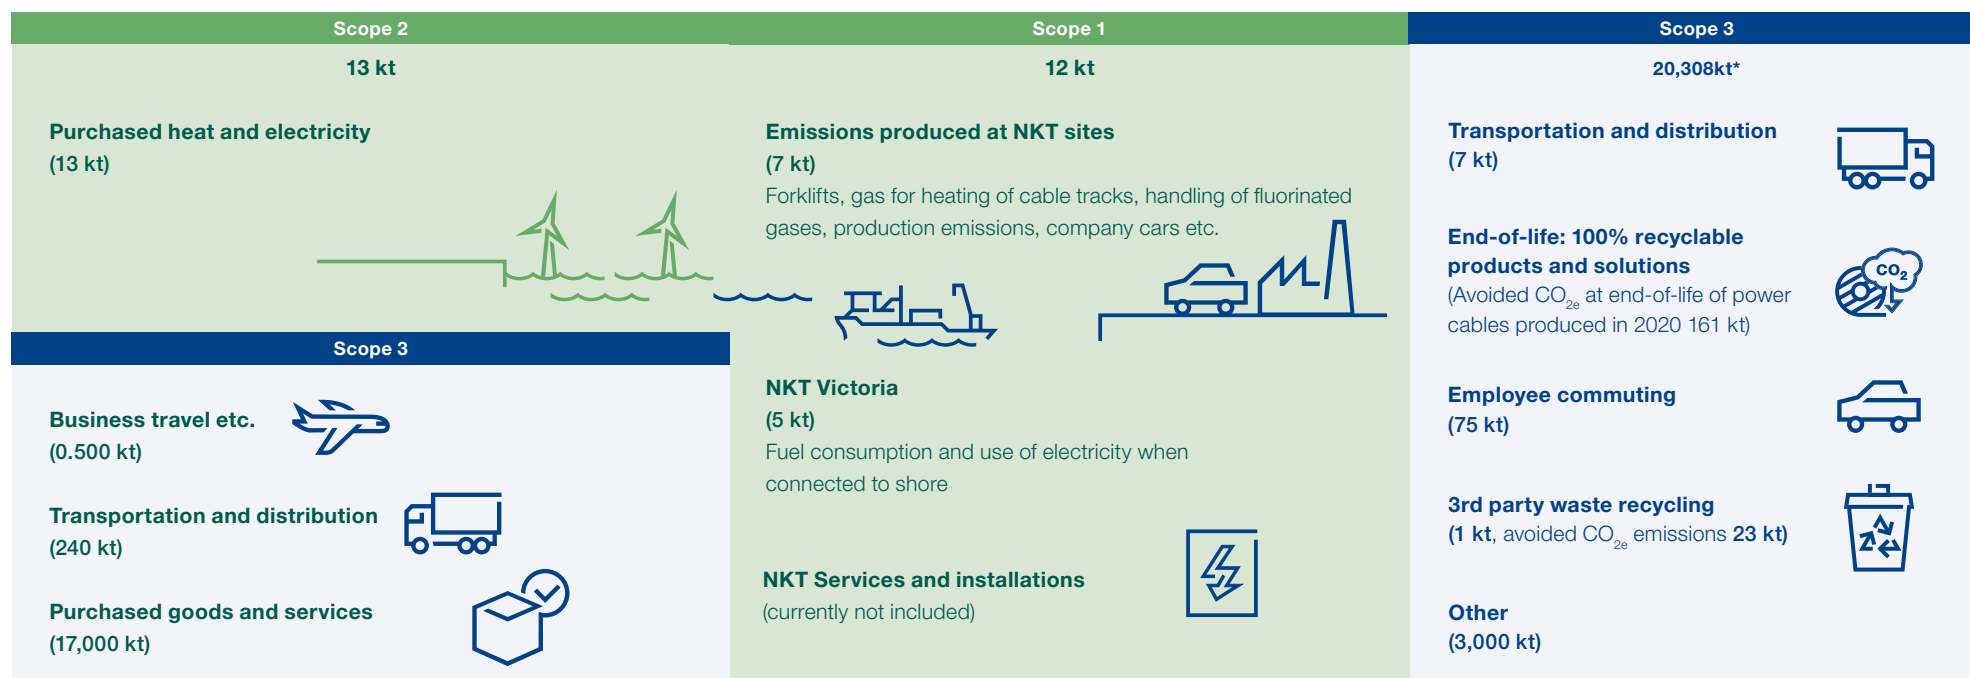 Scope 2
13 kt
Purchased heat and electricity
(13 kt)
Scope 3
Business travel etc.
(0.500 kt)
Transportation and distribution
(240 kt)
Purchased goods and services
(17,000 kt)
Scope 1
12 kt
Emissions produced at NKT sites
(7 kt)
Forklifts, gas for heating of cable tracks, handling of fluorinated
gases, production emissions, company cars etc.
NKT Victoria
(5 kt)
Fuel consumption and use of electricity when
connected to shore
NKT Services and installations
(currently not included)
Scope 3
20,308kt*
Transportation and distribution
(7 kt)
End-of-life: 100% recyclable
products and solutions
(Avoided CO2e at end-of-life of power
cables produced in 2020 161 kt)
CO2
Employee commuting
(75 kt)
3rd party waste recycling
(1 kt, avoided CO2e emissions 23 kt)
Other
(3,000 kt)